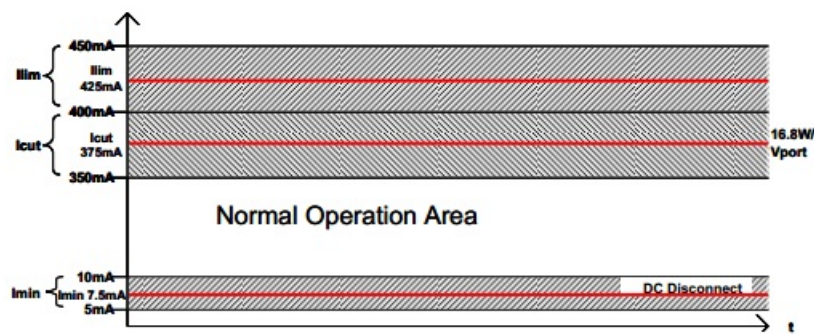 450mA
Ilim
Ilim
425mA
400mA
Icut
Icut
375mA
16.8W/
Vport
350mA
Normal Operation Area
10mA
Imin
Imin 7.5mA
DC Disconnect
5mA
t